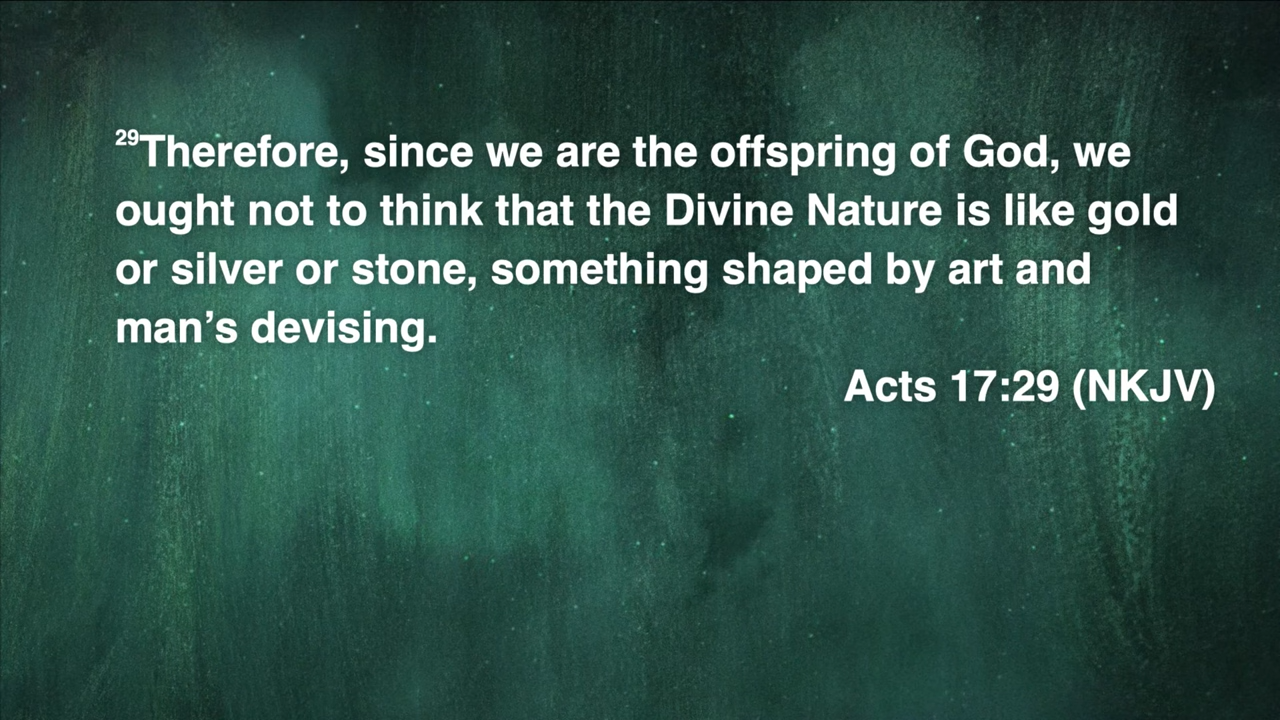 29Therefore, since we are the offspring of God, we
ought not to think that the Divine Nature is like gold
or silver or stone, something shaped by art and
man’s devising.
Acts 17:29 (NKJV)